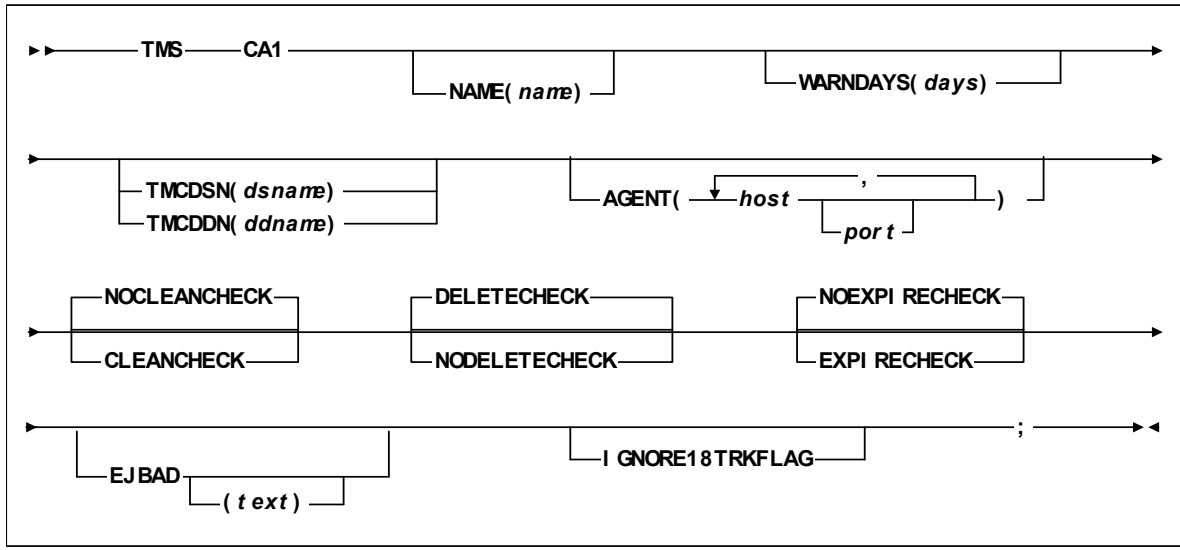 TMS CA1
NAME( name)
WARNDAYS( days)
TMCDSN( dsname)
TMCDDN( ddname)
AGENT( host , port )
NOCLEANCHECK DELETECHECK NOEXPIRECHECK
CLEANCHECK NODELETECHECK EXPIRECHECK
EJBAD (text) IGNORE18TRKFLAG ;